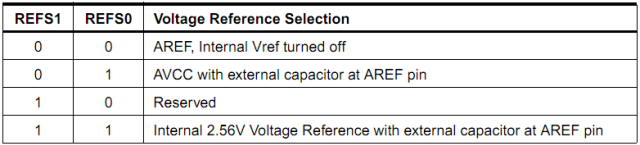 REFS1 REFS0 Voltage Reference Selection
0 0 AREF, Internal Vref turned off
0 1 AVCC with external capacitor at AREF pin
1 0 Reserved
1 1 Internal 2.56V Voltage Reference with external capacitor at AREF pin